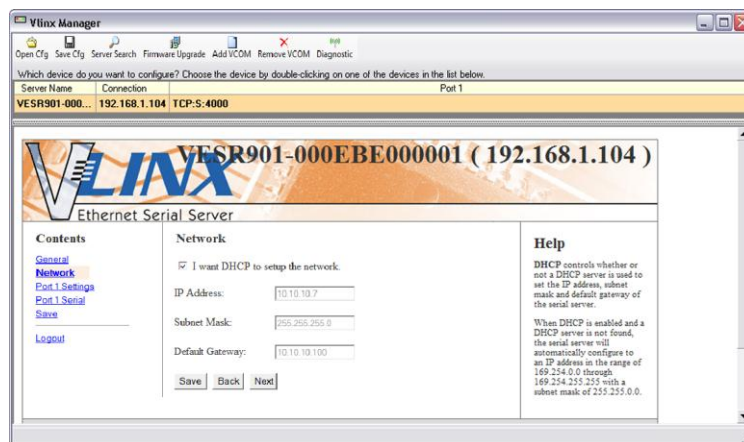 Vlinx Manager
Open Cfg Save Cfg Server Search Firmware Upgrade Add VCOM Remove VCOM Diagnostic
Which device do you want to configure? Choose the device by double-clicking on one of the devices in the list below.
Server Name Connection Port 1
VESR901-000... 192.168.1.104 TCP:S:4000
VLINX
VESR901-000EBE000001 ( 192.168.1.104 )
Ethernet Serial Server
Contents
General
Network
Port 1 Settings
Port 1 Serial
Save
Logout
Network
I want DHCP to setup the network.
IP Address: 10.10.10.7
Subnet Mask: 255.255.255.0
Default Gateway: 10.10.10.100
Save Back Next
Help
DHCP controls whether or
not a DHCP server is used to
set the IP address, subnet
mask and default gateway of
the serial server.
When DHCP is enabled and a
DHCP server is not found,
the serial server will
automatically configure to
an IP address in the range of
169.254.0.0 through
169.254.255.255 with a
subnet mask of 255.255.0.0.